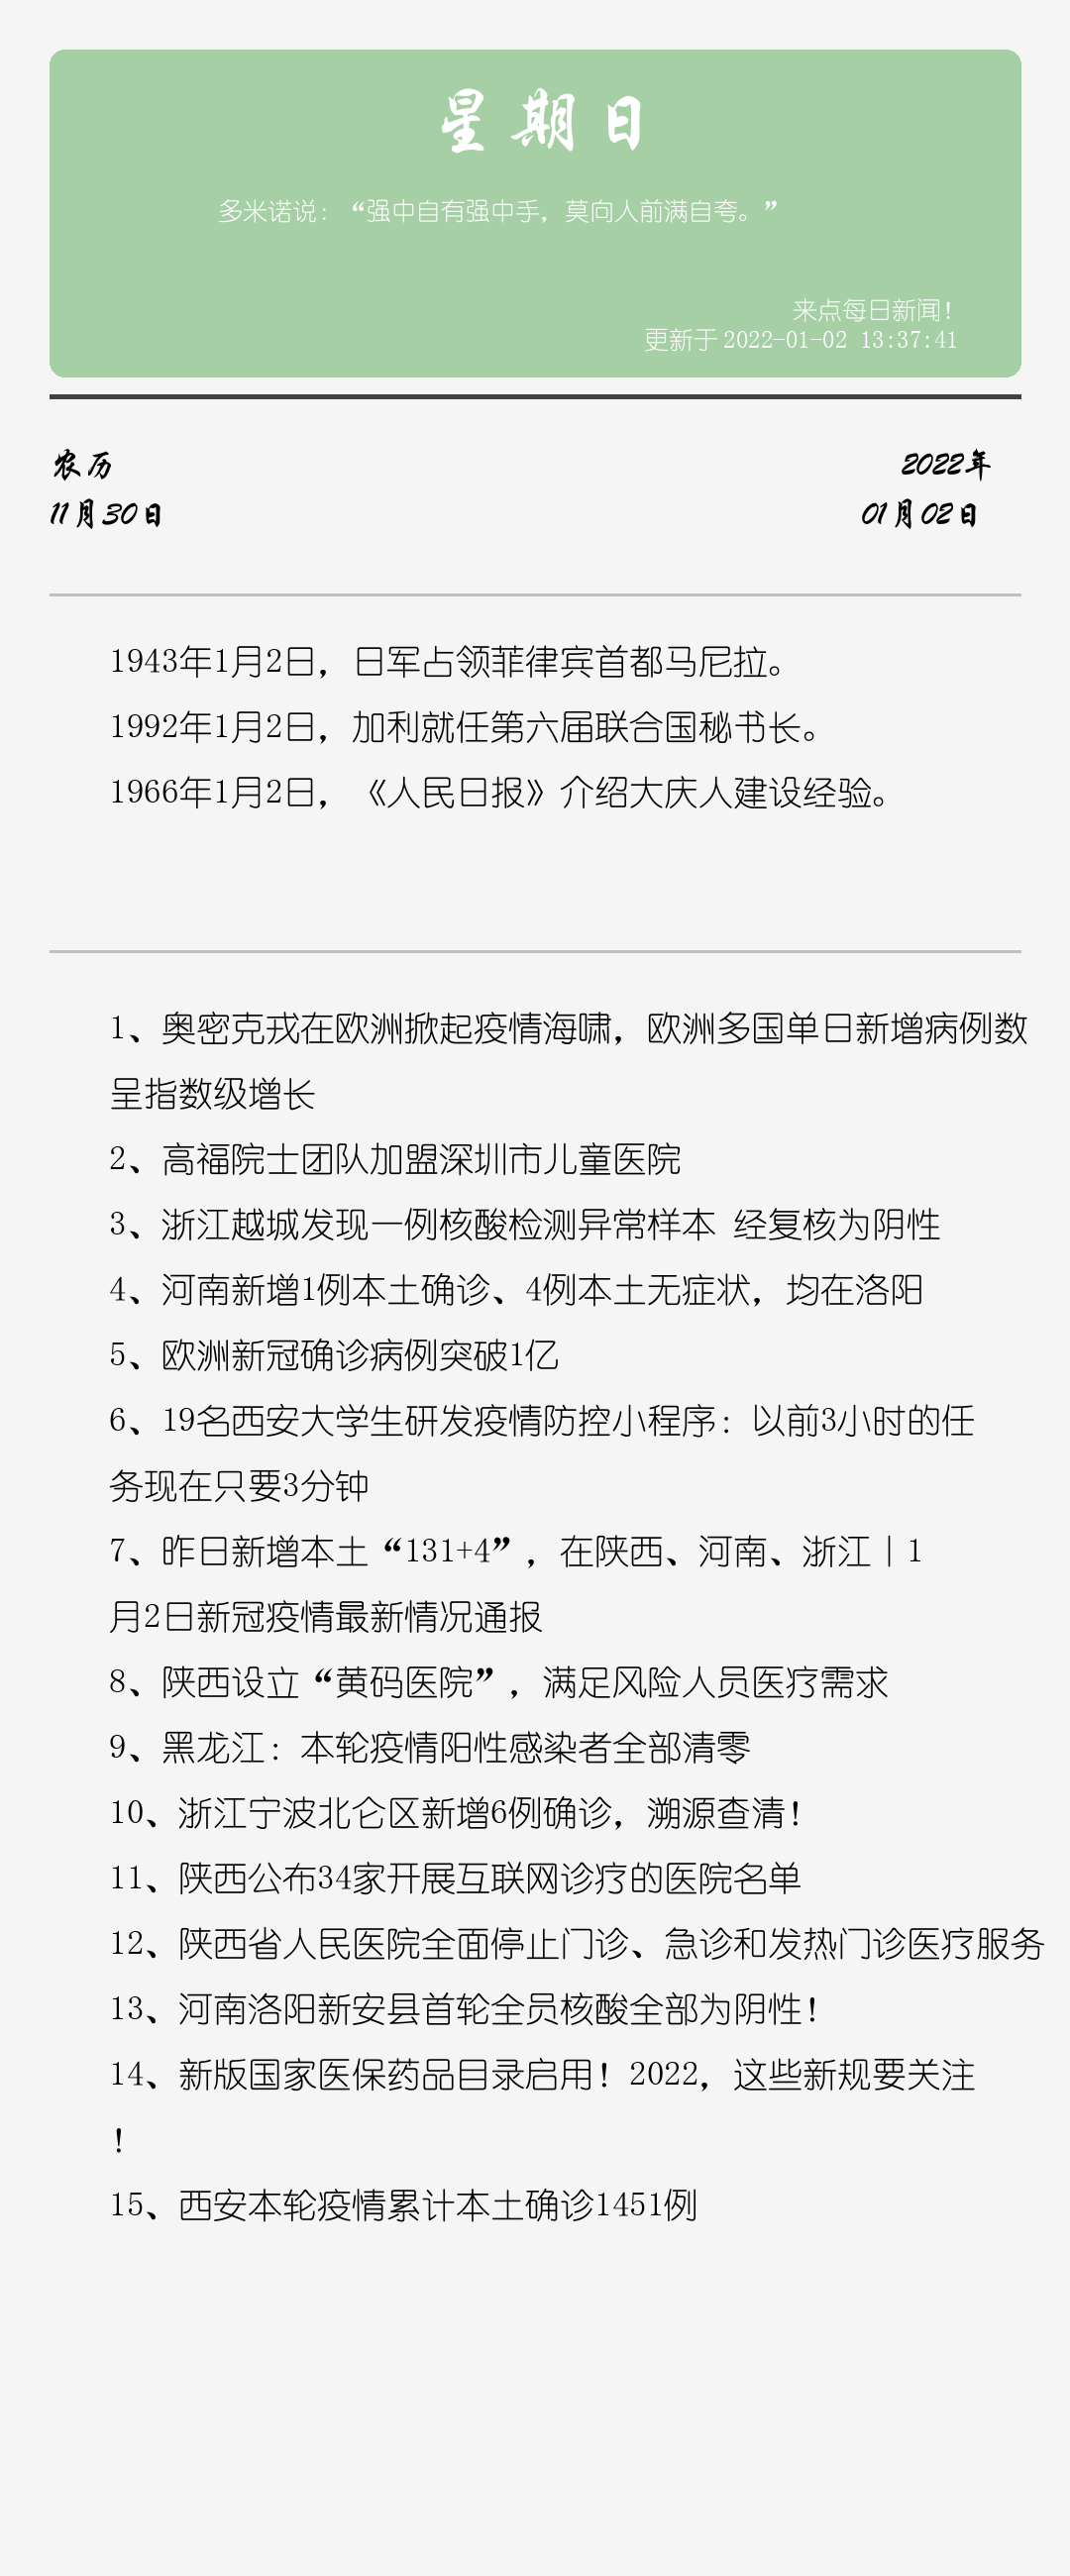 星期日
多米诺说：“强中自有强中手，莫向人前满自夸。”
来点每日新闻！
更新于2022-01-02 13:37:41
农历
2022年
11月30日
01月02日
1943年1月2日，日军占领菲律宾首都马尼拉。
1992年1月2日，加利就任第六届联合国秘书长。
1966年1月2日，《人民日报》介绍大庆人建设经验。
1、奥密克戎在欧洲掀起疫情海啸，欧洲多国单日新增病例数
呈指数级增长
2、高福院士团队加盟深圳市儿童医院
3、浙江越城发现一例核酸检测异常样本 经复核为阴性
4、河南新增1例本土确诊、4例本土无症状，均在洛阳
5、欧洲新冠确诊病例突破1亿
6、19名西安大学生研发疫情防控小程序：以前3小时的任
务现在只要3分钟
7、昨日新增本土“131+4”，在陕西、河南、浙江丨1
月2日新冠疫情最新情况通报
8、陕西设立“黄码医院”，满足风险人员医疗需求
9、黑龙江：本轮疫情阳性感染者全部清零
10、浙江宁波北仑区新增6例确诊，溯源查清！
11、陕西公布34家开展互联网诊疗的医院名单
12、陕西省人民医院全面停止门诊、急诊和发热门诊医疗服务
13、河南洛阳新安县首轮全员核酸全部为阴性！
14、新版国家医保药品目录启用！2022，这些新规要关注
！
15、西安本轮疫情累计本土确诊1451例